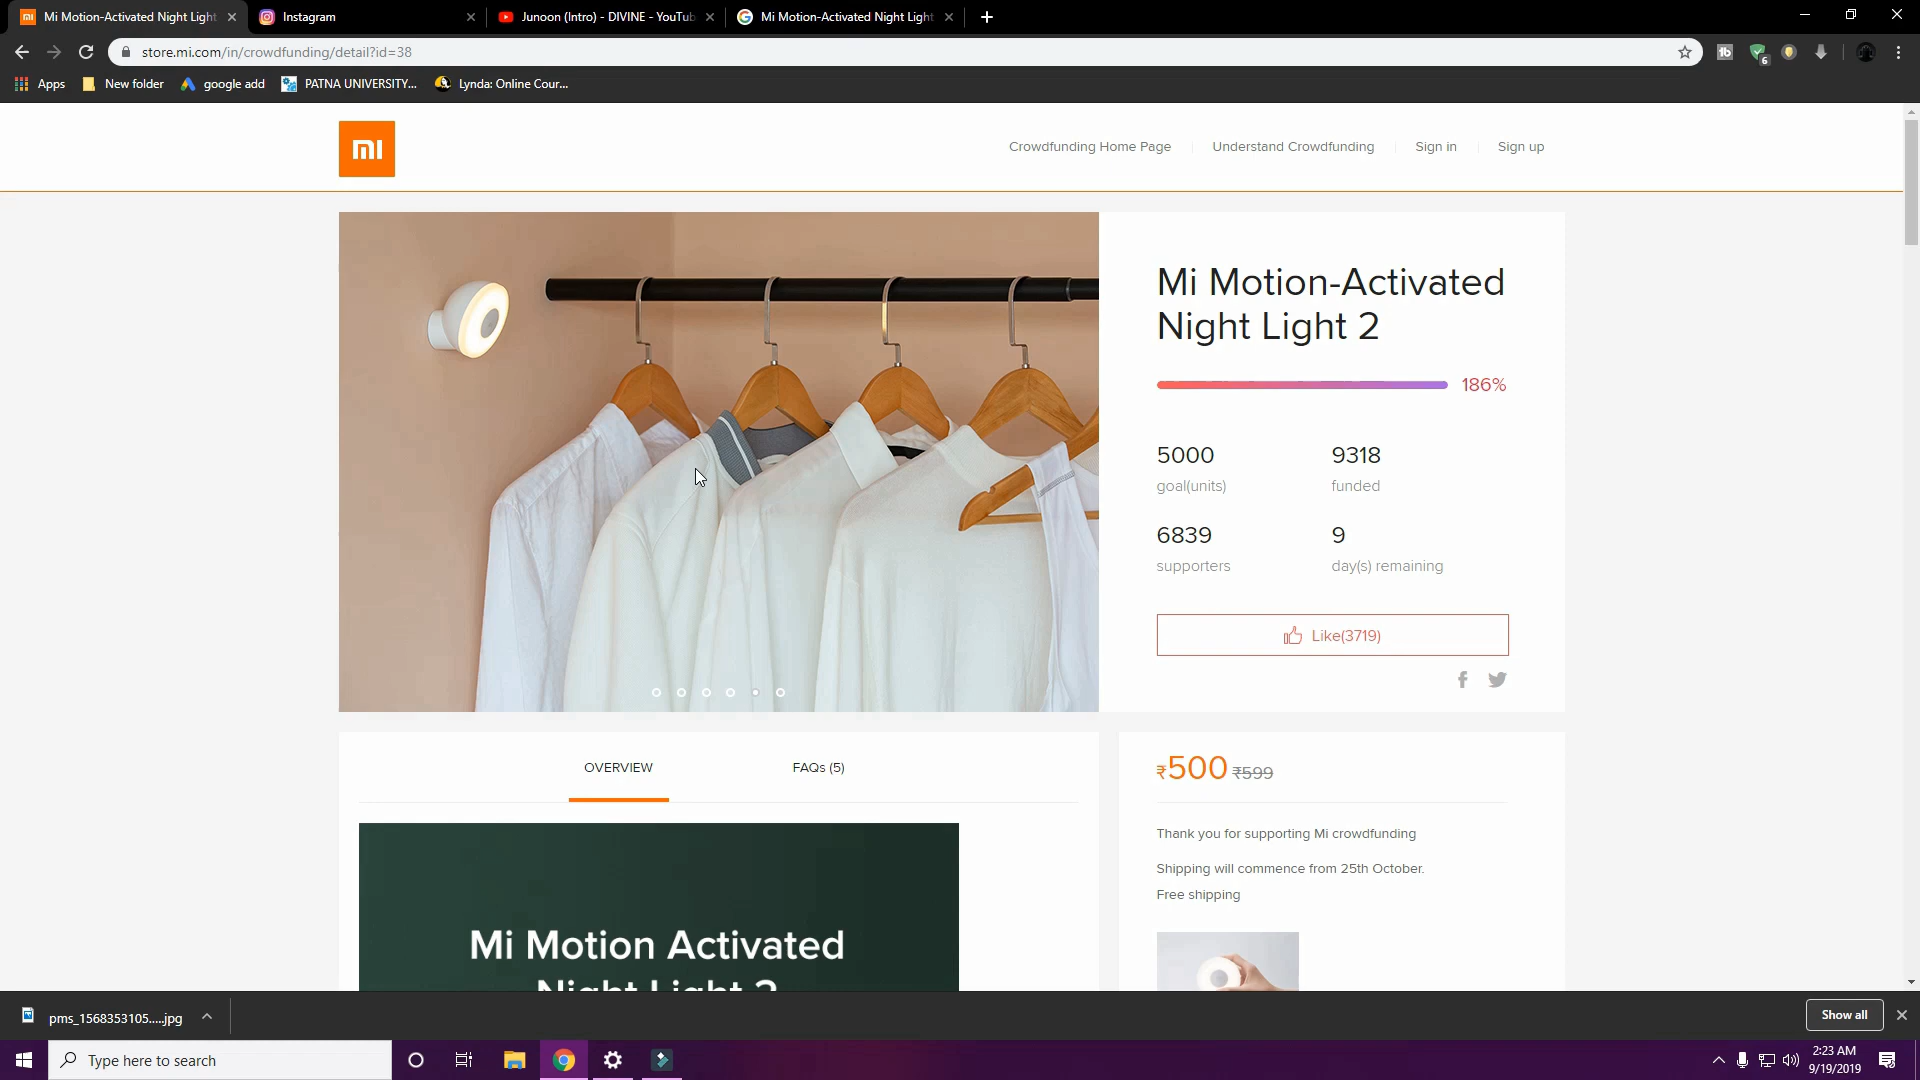 Mi Motion-Activated Night Light
Instagram
Junoon (Intro) - DIVINE - YouTub
Mi Motion-Activated Night Light
store.mi.com/in/crowdfunding/detail?id=38
6
Apps
New folder
google add
PATNA UNIVERSITY...
Lynda: Online Cour...
mi
Crowdfunding Home Page
Understand Crowdfunding
Sign in
Sign up
Mi Motion-Activated
Night Light 2
186%
5000
goal(units)
9318
funded
6839
supporters
9
day(s) remaining
Like(3719)
OVERVIEW
FAQs (5)
₹500 ₹599
Thank you for supporting Mi crowdfunding
Shipping will commence from 25th October.
Free shipping
Mi Motion Activated
Night Light 2
pms_1568353105.....jpg
Show all
Type here to search
2:23 AM
9/19/2019